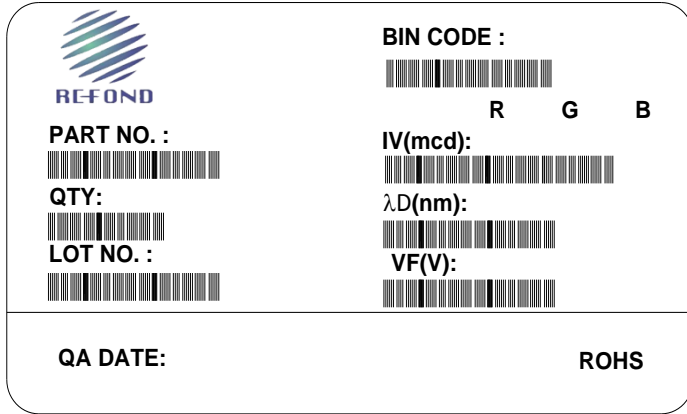 REFOND
PART NO. :
QTY:
LOT NO. :
BIN CODE :
R G B
IV(mcd):
λD(nm):
VF(V):
QA DATE:
ROHS